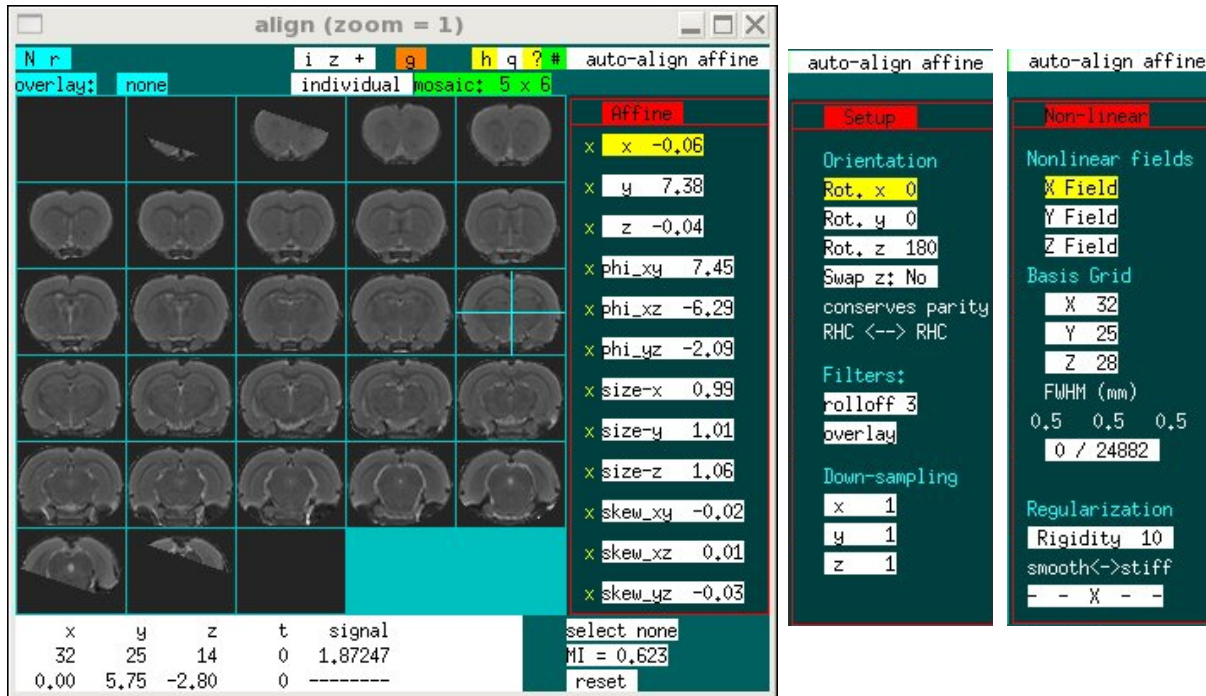 align (zoom = 1)
N r i z + g h q ? # auto-align affine
overlay: none individual mosaic: 5 x 6
Affine
x x -0.06
x y 7.38
x z -0.04
x phi_xy 7.45
x phi_xz -6.29
x phi_yz -2.09
x size-x 0.99
x size-y 1.01
x size-z 1.06
x skew_xy -0.02
x skew_xz 0.01
x skew_yz -0.03
x y z t signal
32 25 14 0 1.87247
0.00 5.75 -2.80 0 --------
select none
MI = 0.623
reset
auto-align affine
Setup
Orientation
Rot. x 0
Rot. y 0
Rot. z 180
Swap z: No
conserves parity
RHC <--> RHC
Filters:
rolloff 3
overlay
Down-sampling
x 1
y 1
z 1
auto-align affine
Non-linear
Nonlinear fields
X Field
Y Field
Z Field
Basis Grid
X 32
Y 25
Z 28
FWHM (mm)
0.5 0.5 0.5
0 / 24882
Regularization
Rigidity 10
smooth<->stiff
- - X - -